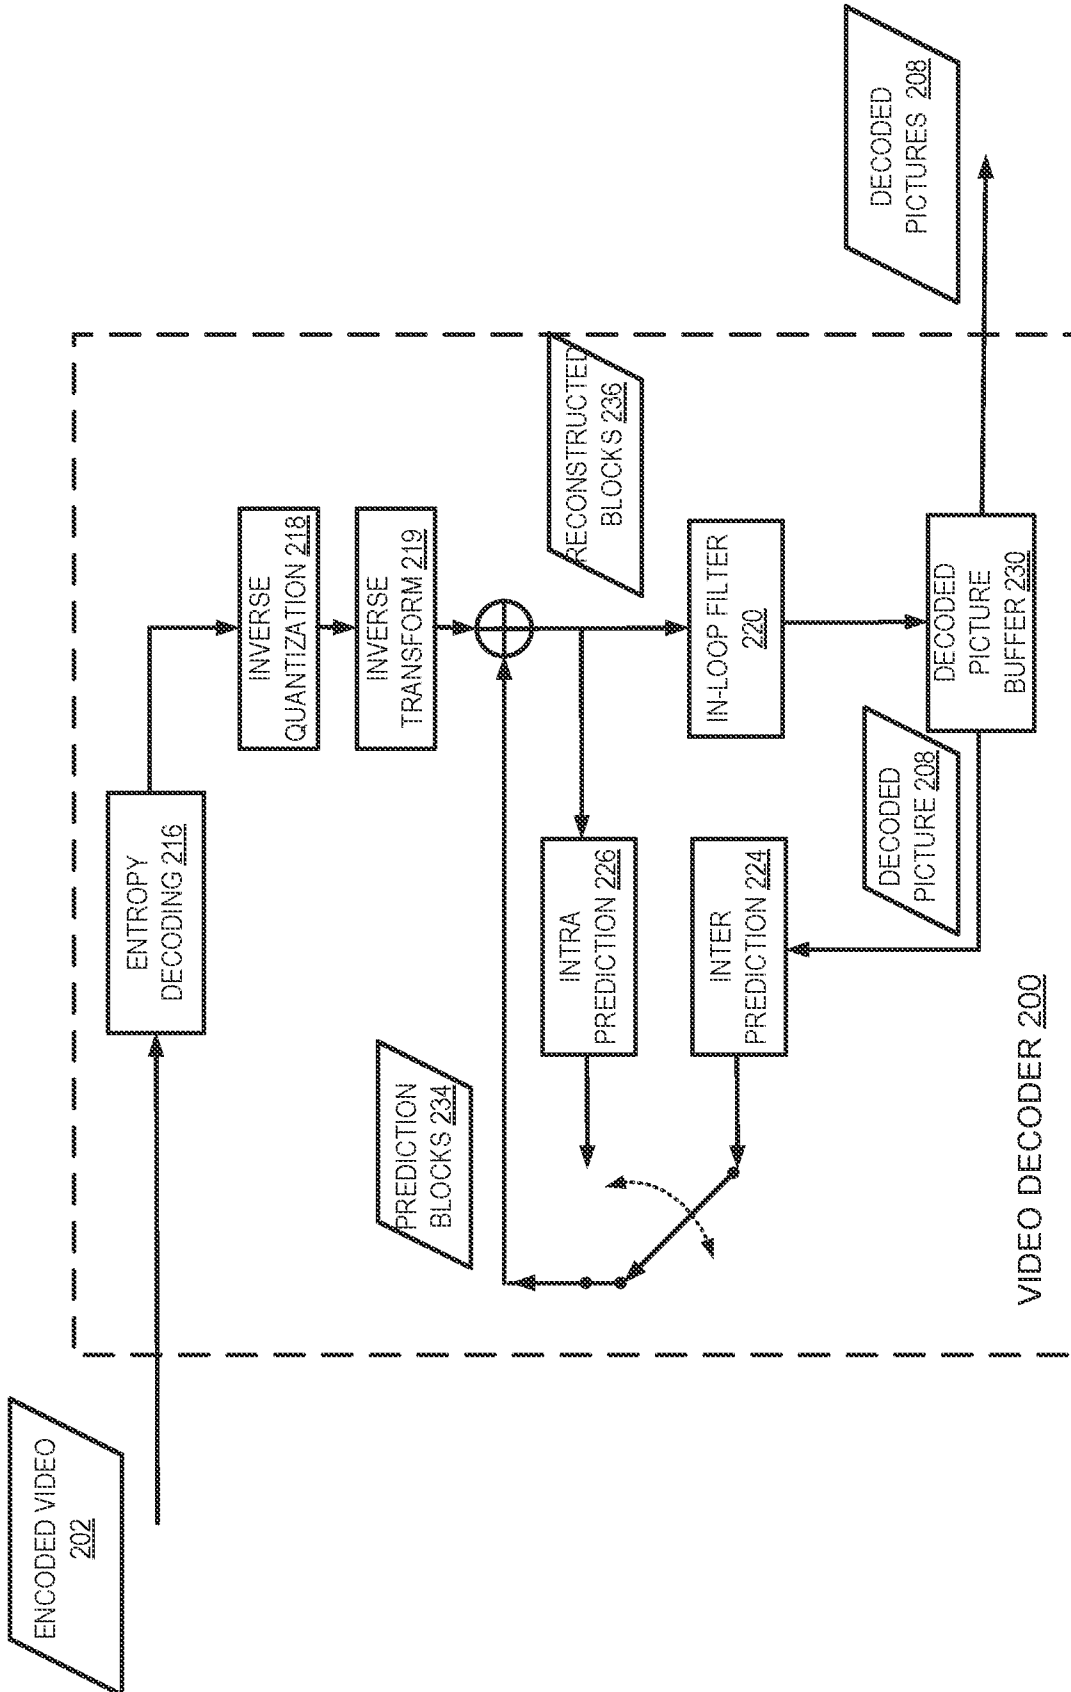 ENCODED VIDEO
202
ENTROPY
DECODING 216
INVERSE
QUANTIZATION 218
INVERSE
TRANSFORM 219
PREDICTION
BLOCKS 234
RECONSTRUCTED
BLOCKS 236
INTRA
PREDICTION 226
INTER
PREDICTION 224
IN-LOOP FILTER
220
DECODED
PICTURE 208
DECODED
PICTURE
BUFFER 230
DECODED
PICTURES 208
VIDEO DECODER 200